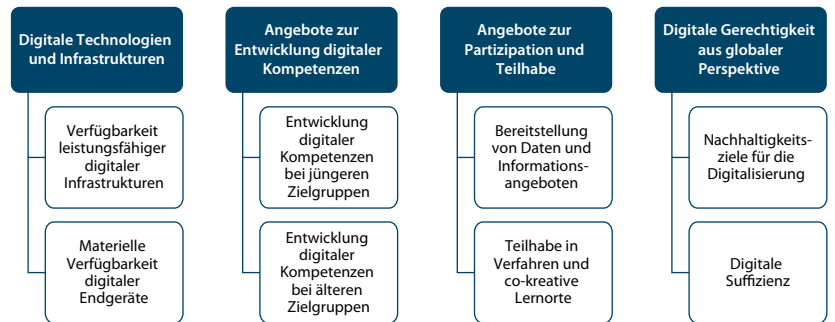 Digitale Technologien
und Infrastrukturen
Verfügbarkeit
leistungsfähiger
digitaler
Infrastrukturen
Materielle
Verfügbarkeit
digitaler
Endgeräte
Angebote zur
Entwicklung digitaler
Kompetenzen
Entwicklung
digitaler
Kompetenzen
bei jüngeren
Zielgruppen
Entwicklung
digitaler
Kompetenzen
bei älteren
Zielgruppen
Angebote zur
Partizipation und
Teilhabe
Bereitstellung
von Daten und
Informations-
angeboten
Teilhabe in
Verfahren und
co-kreative
Lernorte
Digitale Gerechtigkeit
aus globaler
Perspektive
Nachhaltigkeits-
ziele für die
Digitalisierung
Digitale
Suffizienz